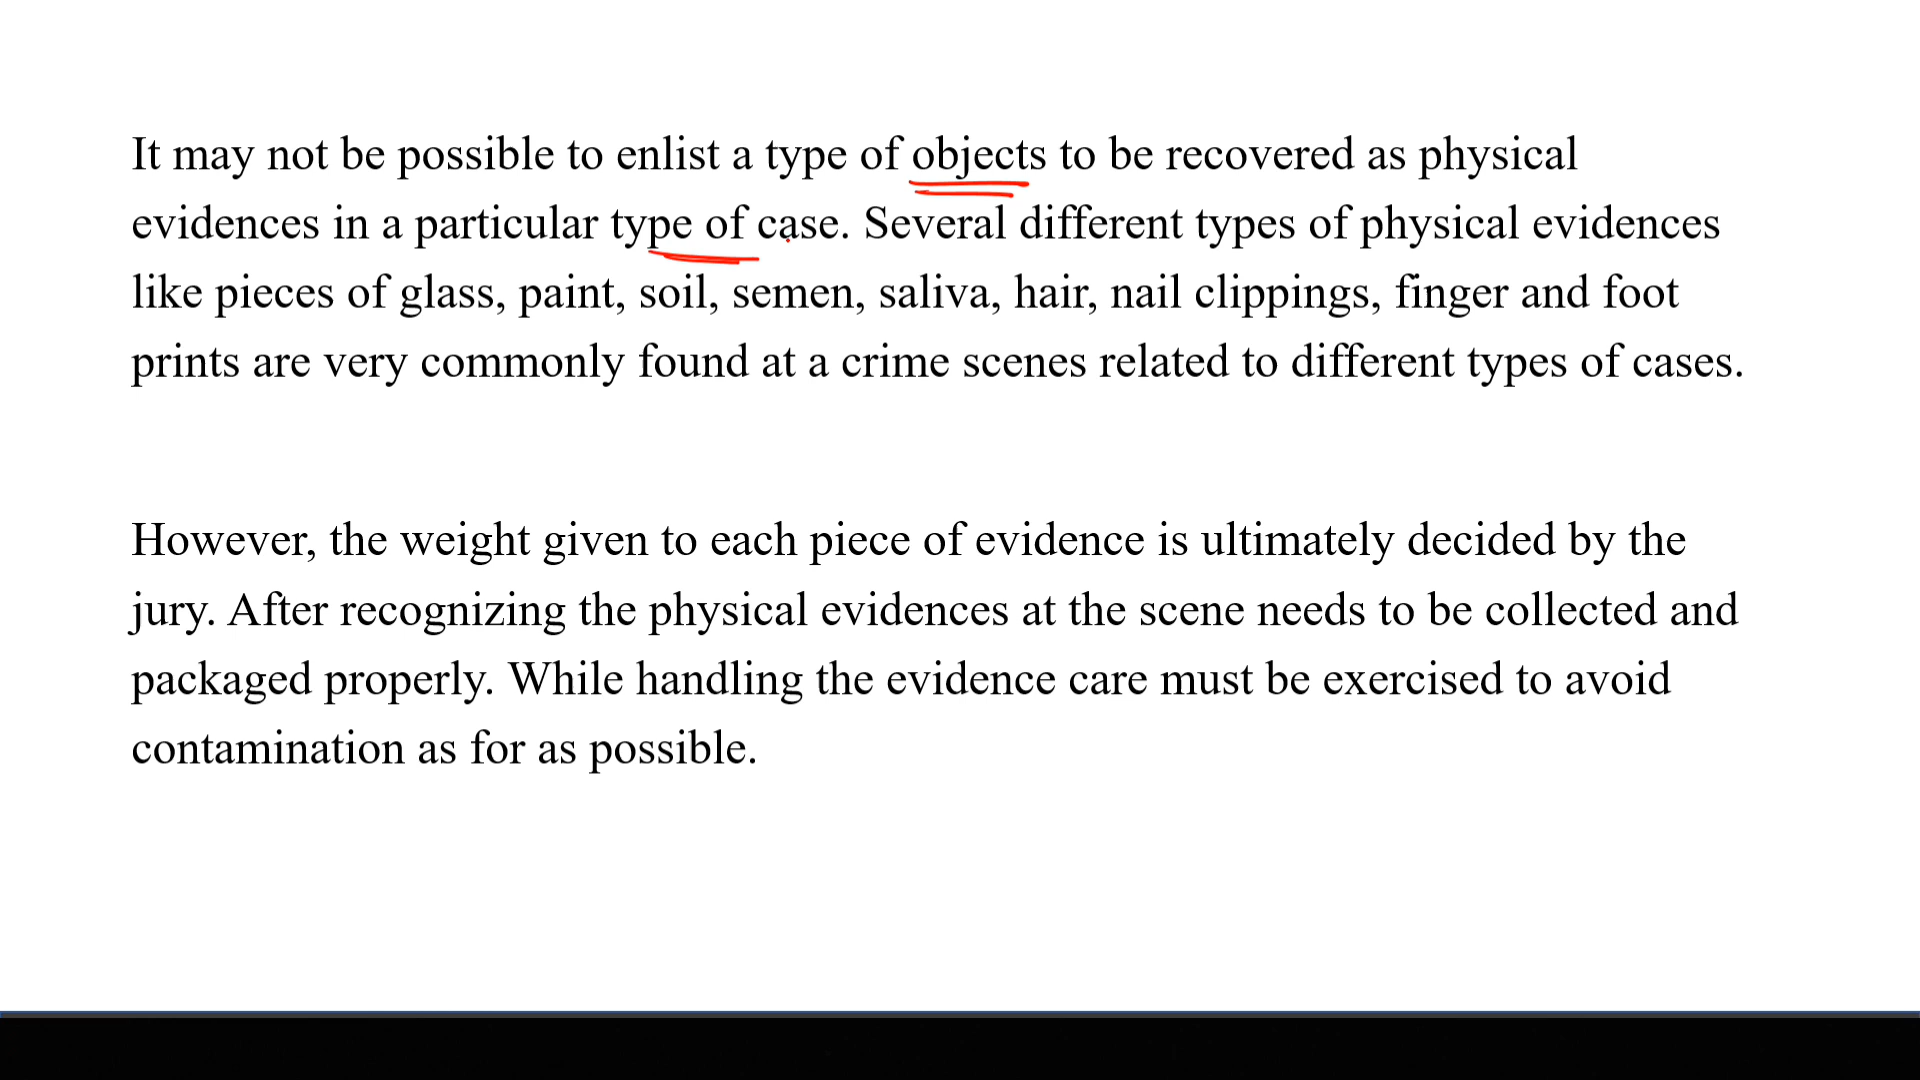 It may not be possible to enlist a type of objects to be recovered as physical
evidences in a particular type of case. Several different types of physical evidences
like pieces of glass, paint, soil, semen, saliva, hair, nail clippings, finger and foot
prints are very commonly found at a crime scenes related to different types of cases.
However, the weight given to each piece of evidence is ultimately decided by the
jury. After recognizing the physical evidences at the scene needs to be collected and
packaged properly. While handling the evidence care must be exercised to avoid
contamination as for as possible.